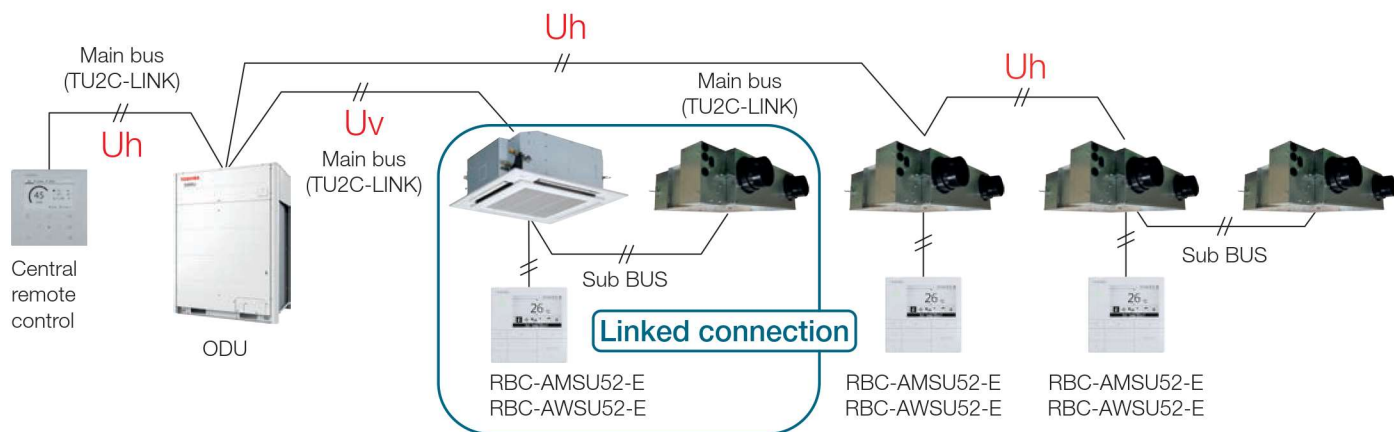 Uh
Main bus
(TU2C-LINK)
Uh
Uv
Main bus
(TU2C-LINK)
Main bus
(TU2C-LINK)
Uh
TOSHIBA
45
Central
remote
control
ODU
Sub BUS
26
Linked connection
RBC-AMSU52-E
RBC-AWSU52-E
26
RBC-AMSU52-E
RBC-AWSU52-E
Sub BUS
26
RBC-AMSU52-E
RBC-AWSU52-E